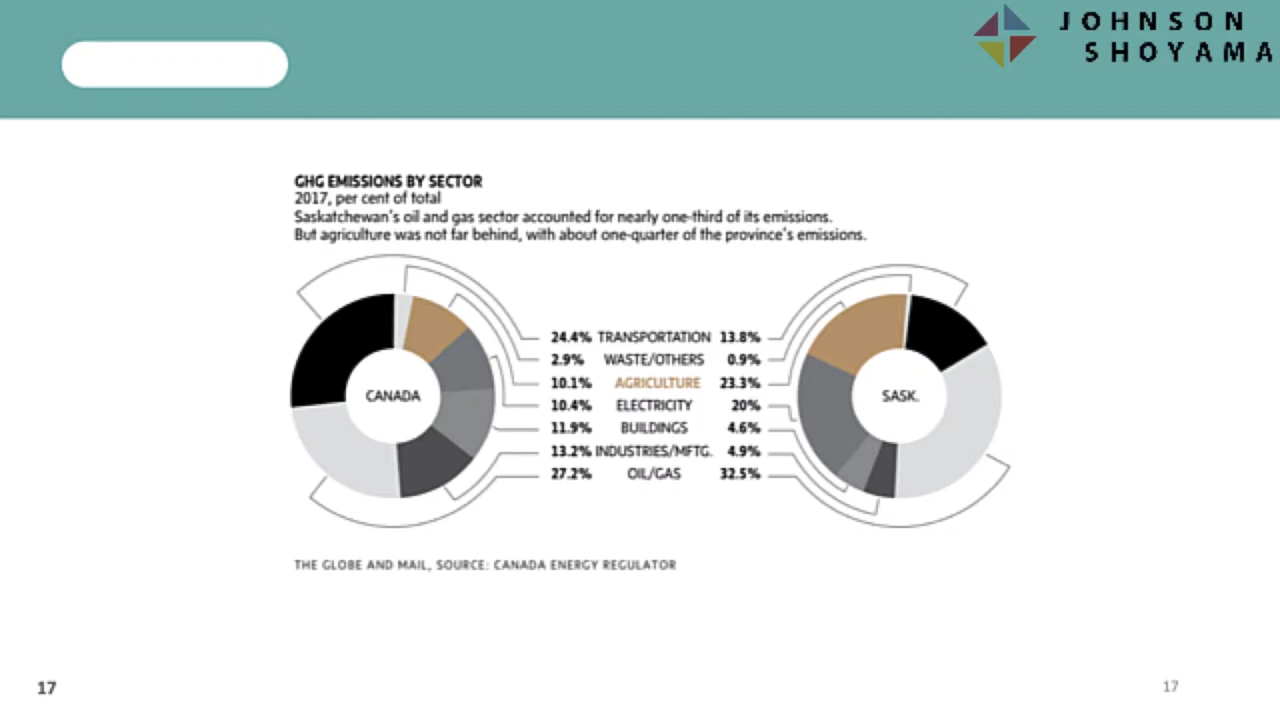 JOHNSON
SHOYAMA
GHG EMISSIONS BY SECTOR
2017, per cent of total
Saskatchewan's oil and gas sector accounted for nearly one-third of its emissions.
But agriculture was not far behind, with about one-quarter of the province's emissions.
CANADA
24.4% TRANSPORTATION 13.8%
2.9% WASTE/OTHERS 0.9%
10.1% AGRICULTURE 23.3%
10.4% ELECTRICITY 20%
11.9% BUILDINGS 4.6%
13.2% INDUSTRIES/MFTG. 4.9%
27.2% OIL/GAS 32.5%
SASK.
THE GLOBE AND MAIL, SOURCE: CANADA ENERGY REGULATOR
17
17